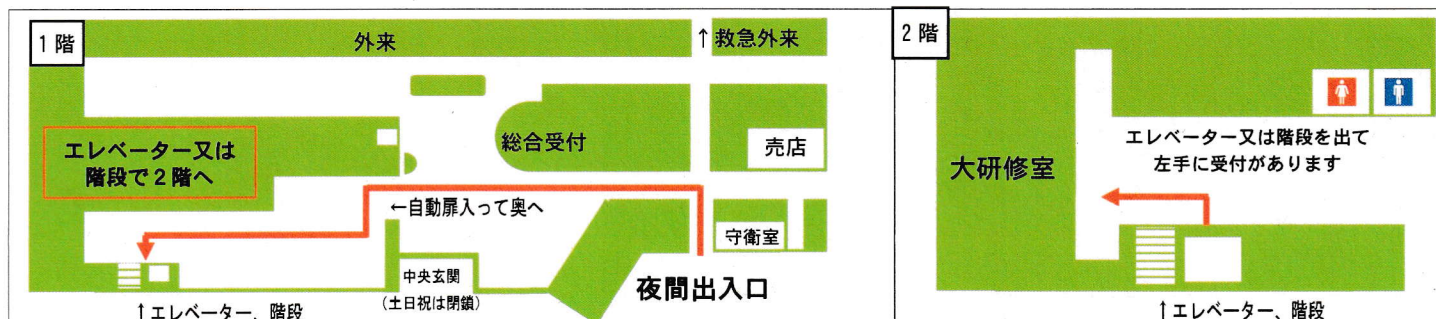 1階
外来
↑救急外来
エレベーター又は
階段で2階へ
総合受付
売店
←自動扉入って奥へ
守衛室
中央玄関
(土日祝は閉鎖)
夜間出入口
↑エレベーター、階段
2階
エレベーター又は階段を出て
左手に受付があります
大研修室
↑エレベーター、階段